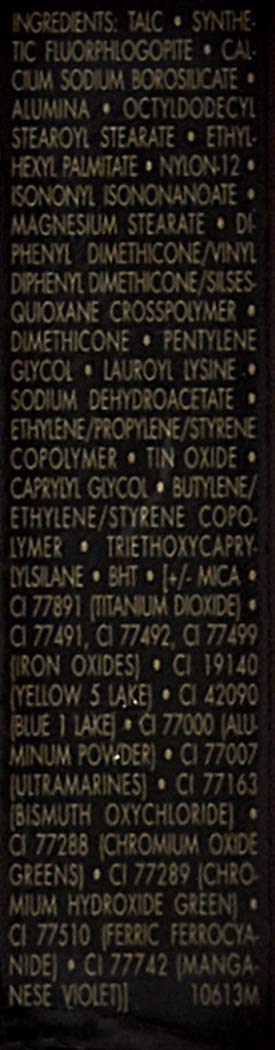 INGREDIENTS: TALC • SYNTHE-
TIC FLUORPHLOGOPITE • CAL-
CIUM SODIUM BOROSILICATE •
ALUMINA • OCTYLDODECYL
STEAROYL STEARATE • ETHYL-
HEXYL PALMITATE • NYLON-12 •
ISONONYL ISONONANOATE •
MAGNESIUM STEARATE • DI-
PHENYL DIMETHICONE/VINYL
DIPHENYL DIMETHICONE/SILSES-
QUIOXANE CROSSPOLYMER •
DIMETHICONE • PENTYLENE
GLYCOL • LAUROYL LYSINE •
SODIUM DEHYDROACETATE •
ETHYLENE/PROPYLENE/STYRENE
COPOLYMER • TIN OXIDE •
CAPRYLYL GLYCOL • BUTYLENE/
ETHYLENE/STYRENE COPO-
LYMER • TRIETHOXYCAPRY-
LYLSILANE • BHT • [+/- MICA •
CI 77891 (TITANIUM DIOXIDE) •
CI 77491, CI 77492, CI 77499
(IRON OXIDES) • CI 19140
(YELLOW 5 LAKE) • CI 42090
(BLUE 1 LAKE) • CI 77000 (ALU-
MINUM POWDER) • CI 77007
(ULTRAMARINES) • CI 77163
(BISMUTH OXYCHLORIDE) •
CI 77288 (CHROMIUM OXIDE
GREENS) • CI 77289 (CHRO-
MIUM HYDROXIDE GREEN) •
CI 77510 (FERRIC FERROCYA-
NIDE) • CI 77742 (MANGA-
NESE VIOLET)] 10613M